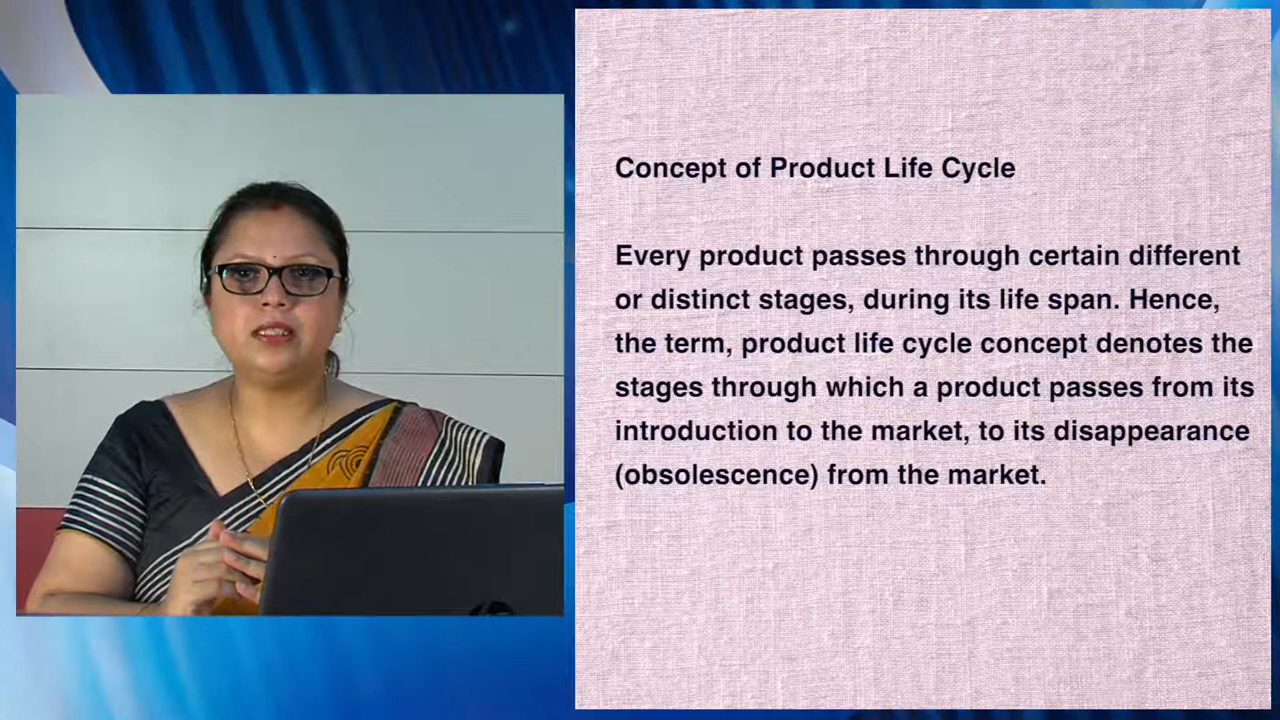 Concept of Product Life Cycle
Every product passes through certain different
or distinct stages, during its life span. Hence,
the term, product life cycle concept denotes the
stages through which a product passes from its
introduction to the market, to its disappearance
(obsolescence) from the market.